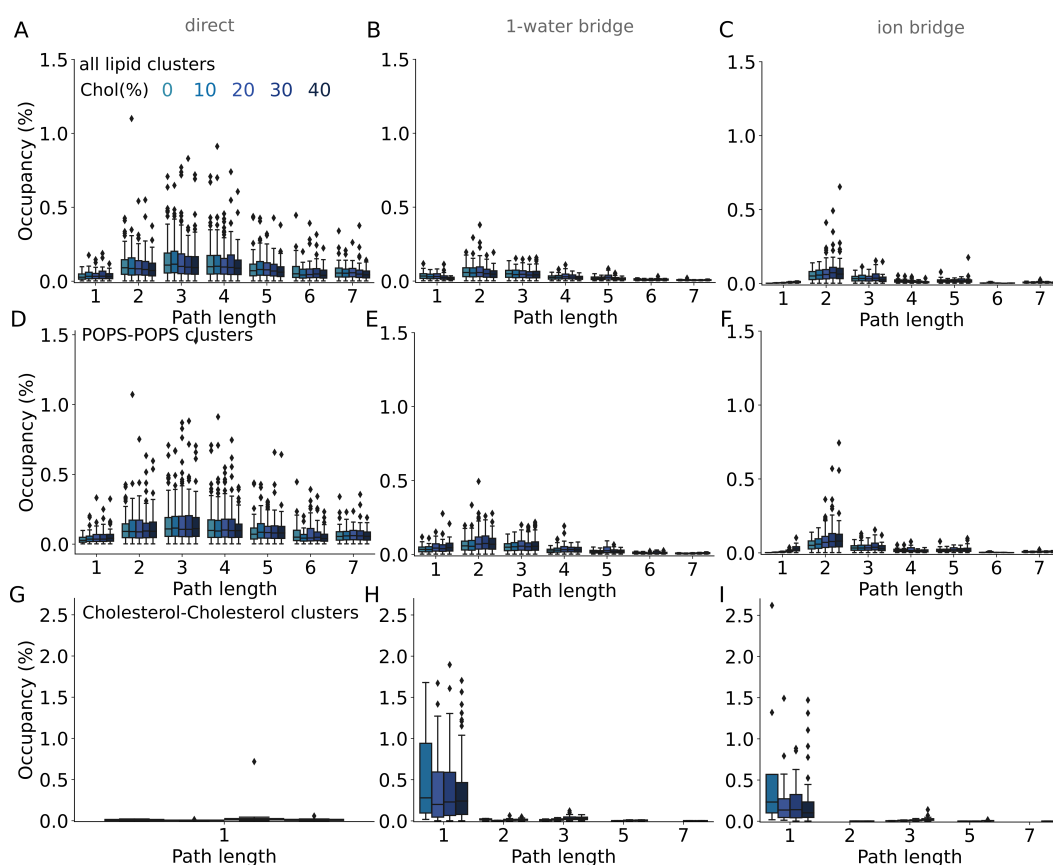 A direct B 1-water bridge C ion bridge
all lipid clusters
Chol(%) 0 10 20 30 40
Occupancy (%)
1.5
1.0
0.5
0.0
1 2 3 4 5 6 7
Path length
1.5
1.0
0.5
0.0
1 2 3 4 5 6 7
Path length
1.5
1.0
0.5
0.0
1 2 3 4 5 6 7
Path length
D
POPS-POPS clusters
Occupancy (%)
1.5
1.0
0.5
0.0
1 2 3 4 5 6 7
Path length
E
1.5
1.0
0.5
0.0
1 2 3 4 5 6 7
Path length
F
1.5
1.0
0.5
0.0
1 2 3 4 5 6 7
Path length
G
Cholesterol-Cholesterol clusters
Occupancy (%)
2.5
2.0
1.5
1.0
0.5
0.0
1
Path length
H
2.5
2.0
1.5
1.0
0.5
0.0
1 2 3 5 7
Path length
I
2.5
2.0
1.5
1.0
0.5
0.0
1 2 3 5 7
Path length